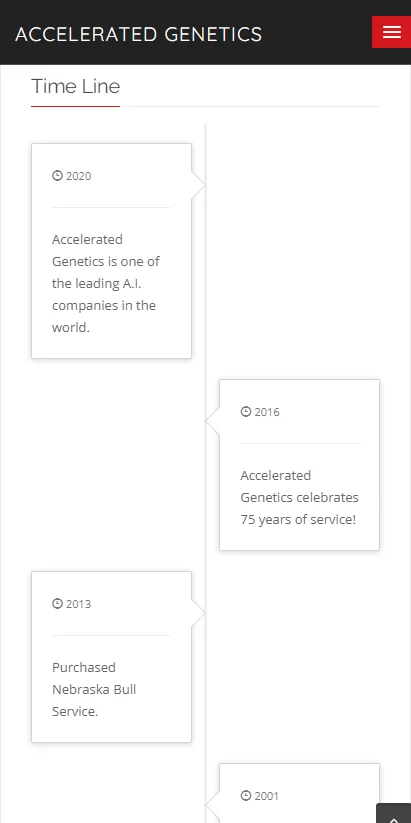 ACCELERATED GENETICS
Time Line
2020
Accelerated
Genetics is one of
the leading A.I.
companies in the
world.
2016
Accelerated
Genetics celebrates
75 years of service!
2013
Purchased
Nebraska Bull
Service.
2001